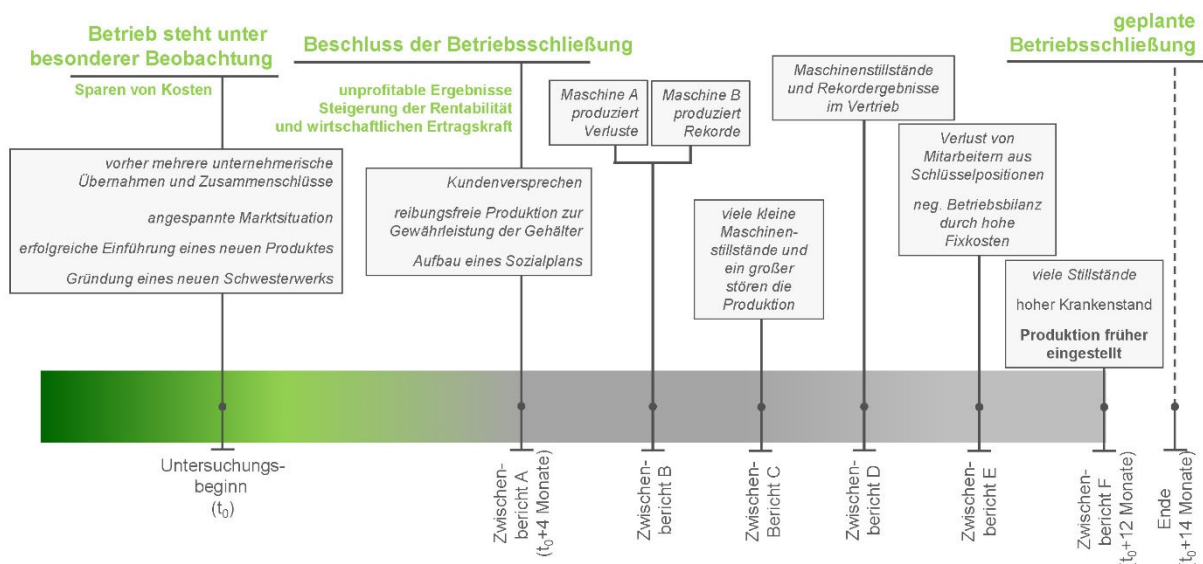 Betrieb steht unter
besonderer Beobachtung
Sparen von Kosten
vorher mehrere unternehmerische
Übernahmen und Zusammenschlüsse
angespannte Marktsituation
erfolgreiche Einführung eines neuen Produktes
Gründung eines neuen Schwesterwerks
Untersuchungs-
beginn
(t0)
Beschluss der Betriebsschließung
unprofitable Ergebnisse
Steigerung der Rentabilität
und wirtschaftlichen Ertragskraft
Kundenversprechen
reibungsfreie Produktion zur
Gewährleistung der Gehälter
Aufbau eines Sozialplans
Zwischen-
bericht A
(t0+4 Monate)
Maschine A
produziert
Verluste
Maschine B
produziert
Rekorde
Zwischen-
bericht B
viele kleine
Maschinen-
stillstände und
ein großer
stören die
Produktion
Zwischen-
Bericht C
Maschinenstillstände
und Rekordergebnisse
im Vertrieb
Zwischen-
bericht D
Verlust von
Mitarbeitern aus
Schlüsselpositionen
neg. Betriebsbilanz
durch hohe
Fixkosten
Zwischen-
bericht E
viele Stillstände
hoher Krankenstand
Produktion früher
eingestellt
Zwischen-
bericht F
(t0+12 Monate)
geplante
Betriebsschließung
Ende
(t0+14 Monate)